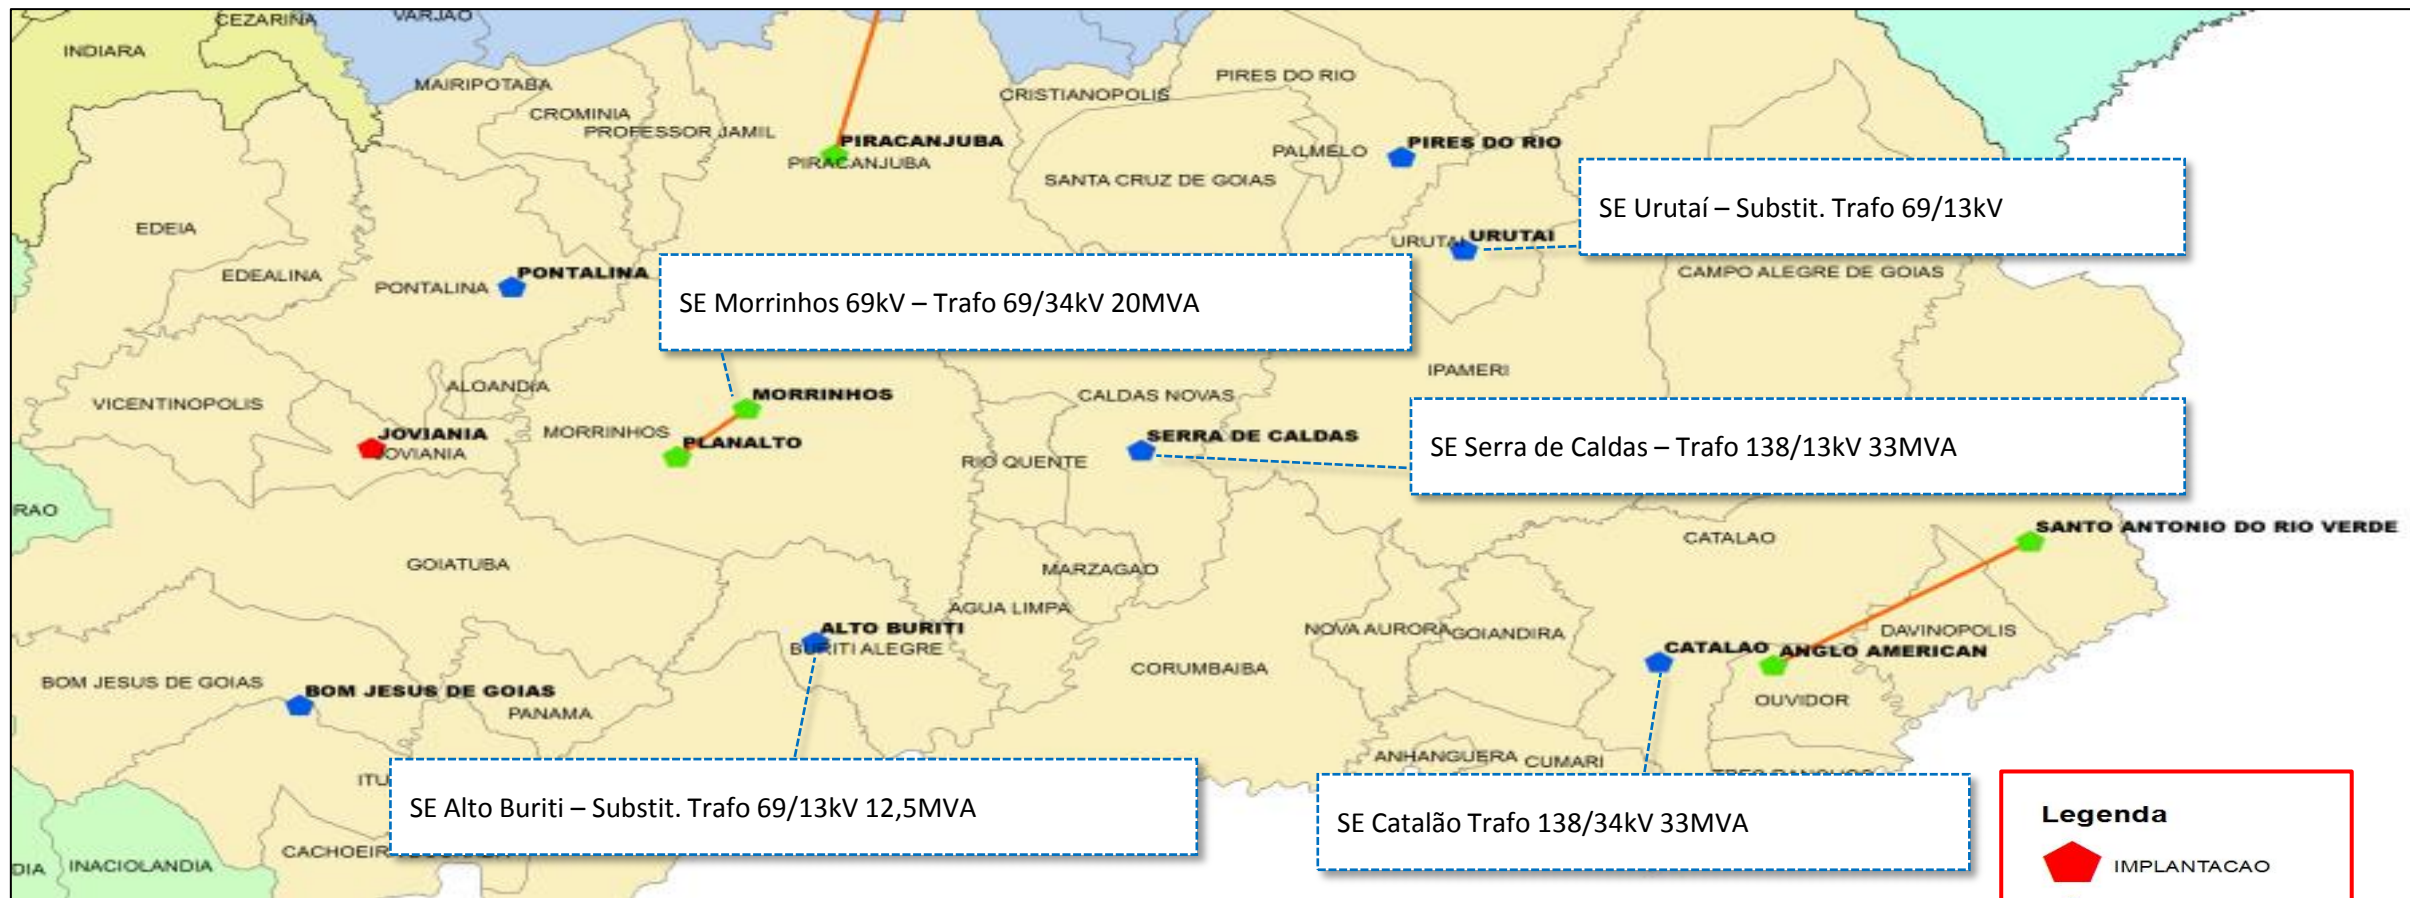 CEZARINA
VARJAO
INDIARA
MAIRIPOTABA
CROMINIA
PROFESSOR JAMIL
CRISTIANOPOLIS
PIRES DO RIO
PIRACANJUBA
PIRACANJUBA
PALMELO
PIRES DO RIO
SANTA CRUZ DE GOIAS
SE Urutaí – Substit. Trafo 69/13kV
EDEIA
URUTAI
URUTAI
EDEALINA
PONTALINA
PONTALINA
CAMPO ALEGRE DE GOIAS
SE Morrinhos 69kV – Trafo 69/34kV 20MVA
IPAMERI
ALOANDIA
MORRINHOS
CALDAS NOVAS
VICENTINOPOLIS
JOVIANIA
JOVIANIA
MORRINHOS
PLANALTO
SERRA DE CALDAS
SE Serra de Caldas – Trafo 138/13kV 33MVA
RIO QUENTE
RAO
SANTO ANTONIO DO RIO VERDE
CATALAO
GOIATUBA
MARZAGAO
AGUA LIMPA
ALTO BURITI
BURITI ALEGRE
NOVA AURORA
GOIANDIRA
DAVINOPOLIS
CATALAO
ANGLO AMERICAN
CORUMBAIBA
BOM JESUS DE GOIAS
BOM JESUS DE GOIAS
PANAMA
OUVIDOR
ANHANGUERA
CUMARI
ITU
SE Alto Buriti – Substit. Trafo 69/13kV 12,5MVA
SE Catalão Trafo 138/34kV 33MVA
Legenda
CACHOEIR
DIA
INACIOLANDIA
IMPLANTACAO